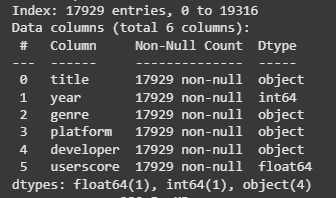 Index: 17929 entries, 0 to 19316
Data columns (total 6 columns):
 #   Column      Non-Null Count  Dtype
---  ------      --------------  -----
 0   title       17929 non-null  object
 1   year        17929 non-null  int64
 2   genre       17929 non-null  object
 3   platform    17929 non-null  object
 4   developer   17929 non-null  object
 5   userscore   17929 non-null  float64
dtypes: float64(1), int64(1), object(4)